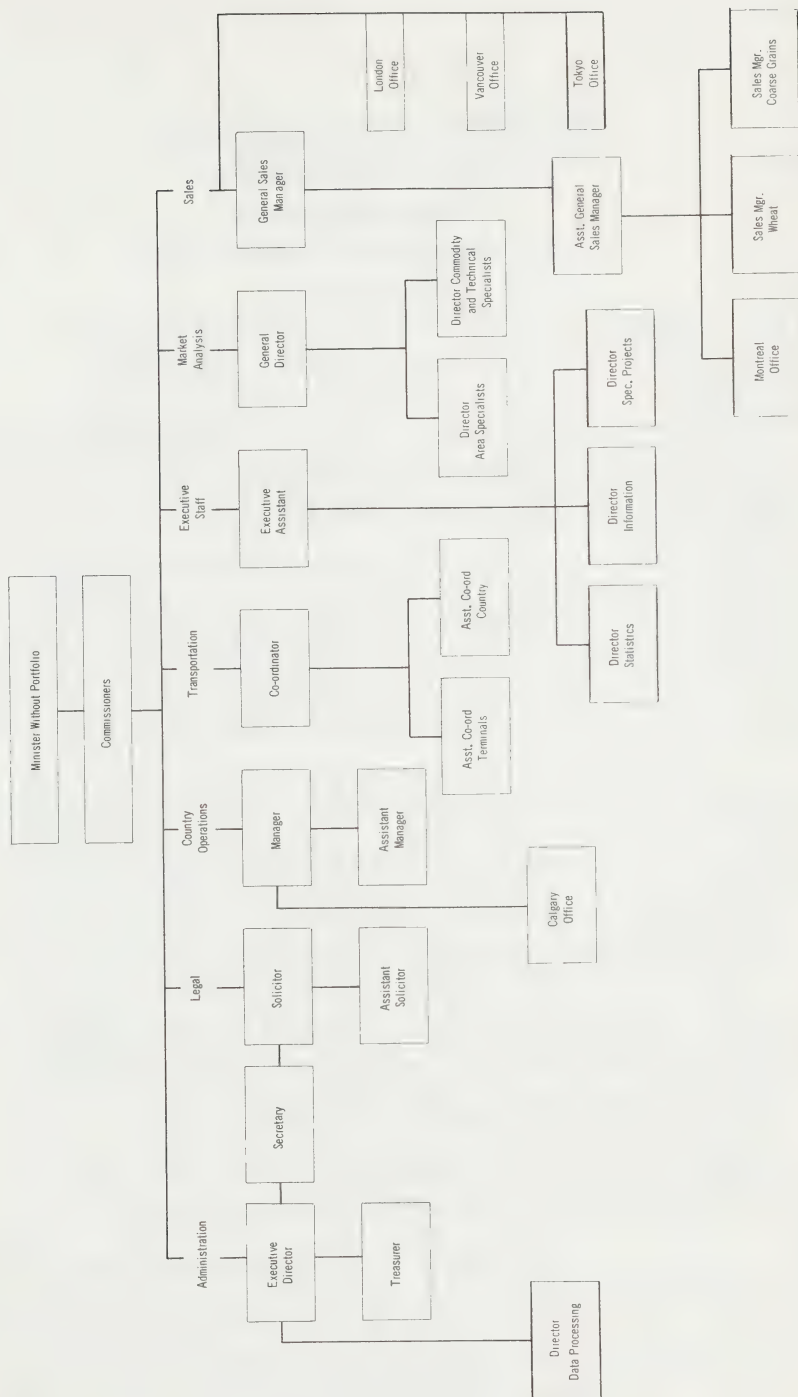 Minister Without Portfolio
Commissioners
Administration
Legal
Country
Operations
Transportation
Executive
Staff
Market
Analysis
Sales
Executive
Director
Secretary
Solicitor
Manager
Co-ordinator
Executive
Assistant
General
Director
General Sales
Manager
Treasurer
Assistant
Solicitor
Assistant
Manager
London
Office
Asst. Co-ord
Terminals
Asst. Co-ord
Country
Director
Area Specialists
Director Commodity
and Technical
Specialists
Vancouver
Office
Director
Data Processing
Calgary
Office
Asst. General
Sales Manager
Tokyo
Office
Director
Statistics
Director
Information
Director
Spec. Projects
Montreal
Office
Sales Mgr.
Wheat
Sales Mgr.
Coarse Grains